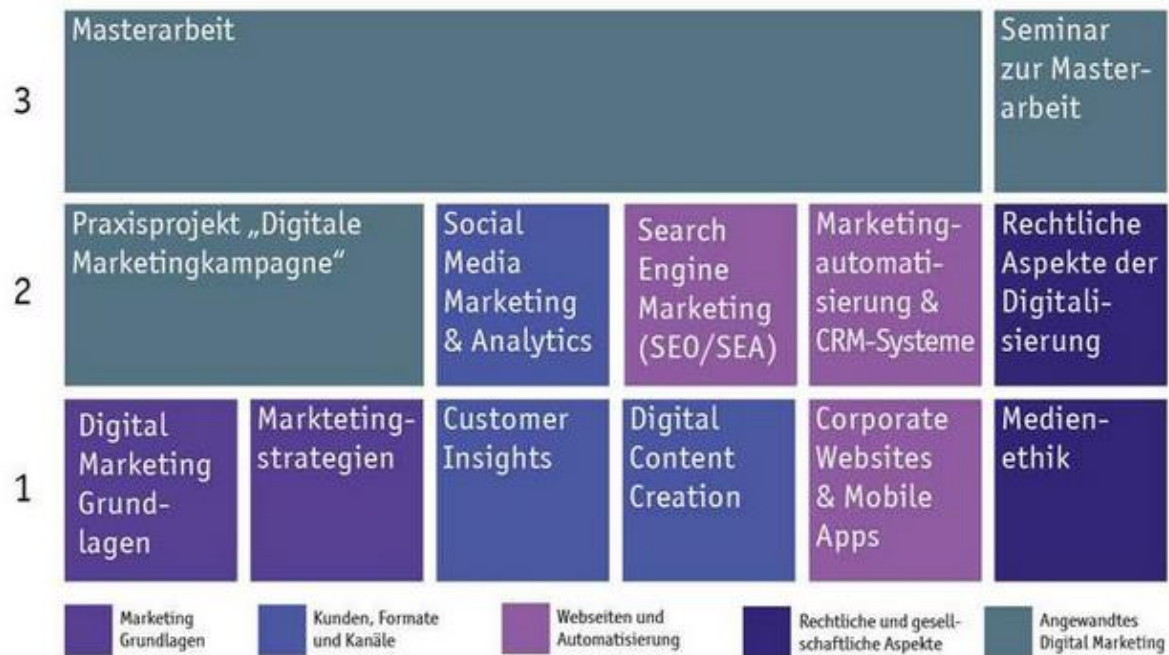 3
Masterarbeit
Seminar
zur Master-
arbeit
2
Praxisprojekt „Digitale
Marketingkampagne“
Social
Media
Marketing
& Analytics
Search
Engine
Marketing
(SEO/SEA)
Marketing-
automati-
sierung &
CRM-Systeme
Rechtliche
Aspekte der
Digitali-
sierung
1
Digital
Marketing
Grund-
lagen
Markteting-
strategien
Customer
Insights
Digital
Content
Creation
Corporate
Websites
& Mobile
Apps
Medien-
ethik
Marketing
Grundlagen
Kunden, Formate
und Kanäle
Webseiten und
Automatisierung
Rechtliche und gesell-
schaftliche Aspekte
Angewandtes
Digital Marketing